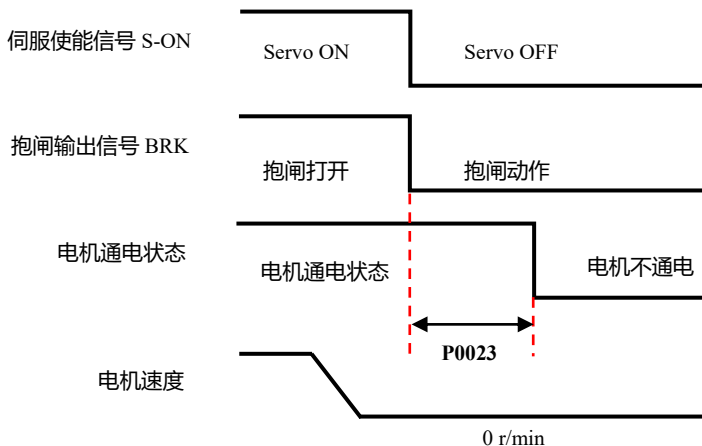 伺服使能信号 S-ON
Servo ON
Servo OFF
抱闸输出信号 BRK
抱闸打开
抱闸动作
电机通电状态
电机通电状态
电机不通电
P0023
电机速度
0 r/min